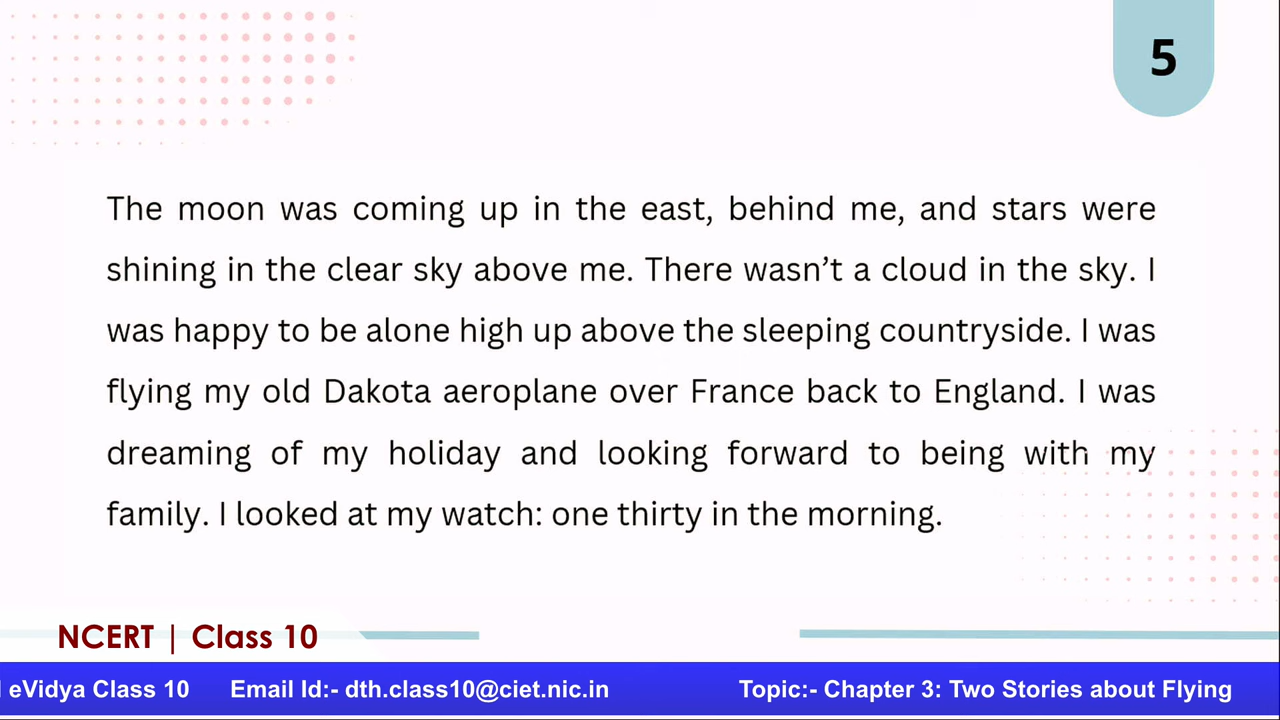 5
The moon was coming up in the east, behind me, and stars were
shining in the clear sky above me. There wasn’t a cloud in the sky. I
was happy to be alone high up above the sleeping countryside. I was
flying my old Dakota aeroplane over France back to England. I was
dreaming of my holiday and looking forward to being with my
family. I looked at my watch: one thirty in the morning.
NCERT | Class 10
eVidya Class 10 Email Id:- dth.class10@ciet.nic.in Topic:- Chapter 3: Two Stories about Flying